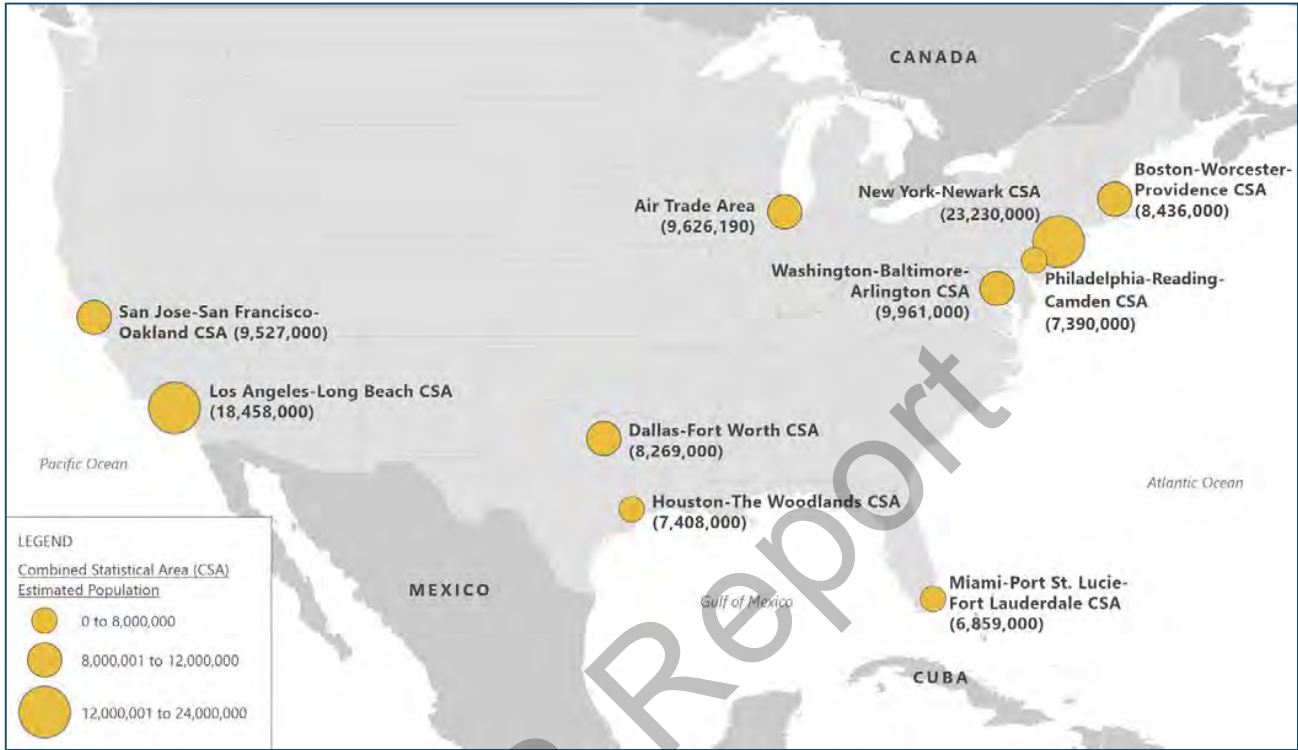 CANADA
Boston-Worcester-
Providence CSA
(8,436,000)
New York-Newark CSA
(23,230,000)
Air Trade Area
(9,626,190)
Washington-Baltimore-
Arlington CSA
(9,961,000)
Philadelphia-Reading-
Camden CSA
(7,390,000)
San Jose-San Francisco-
Oakland CSA (9,527,000)
Los Angeles-Long Beach CSA
(18,458,000)
Dallas-Fort Worth CSA
(8,269,000)
Pacific Ocean
Atlantic Ocean
Houston-The Woodlands CSA
(7,408,000)
MEXICO
Gulf of Mexico
Miami-Port St. Lucie-
Fort Lauderdale CSA
(6,859,000)
CUBA
LEGEND
Combined Statistical Area (CSA)
Estimated Population
0 to 8,000,000
8,000,001 to 12,000,000
12,000,001 to 24,000,000
Report